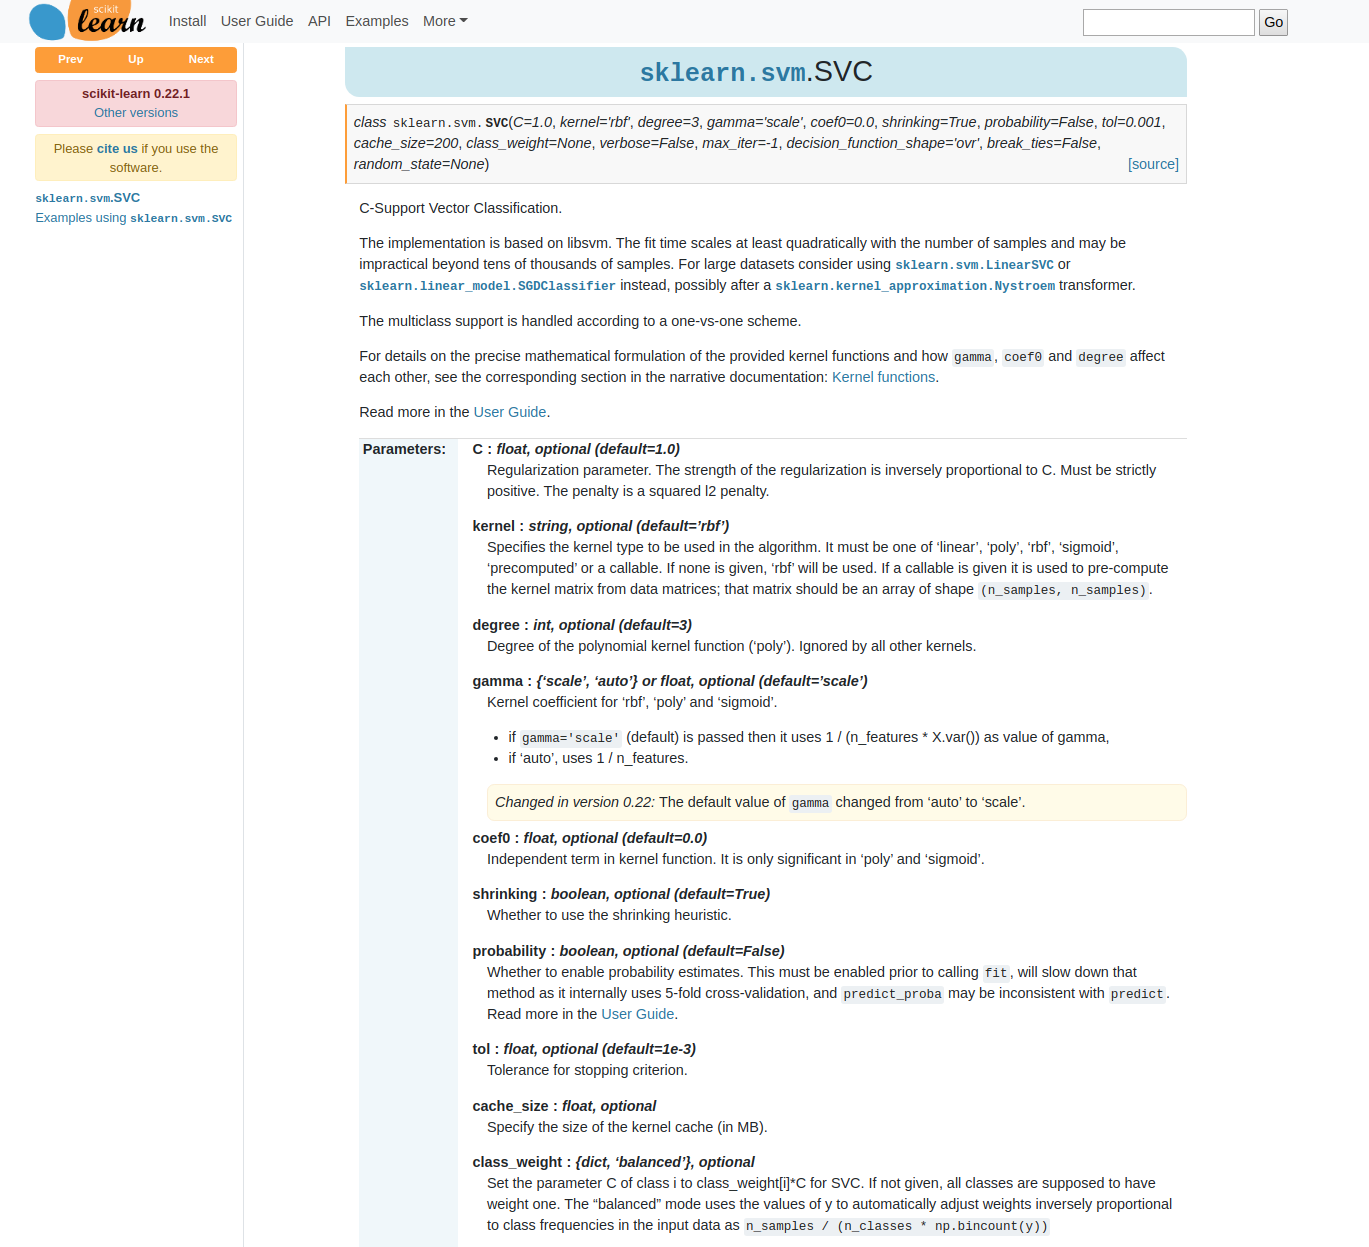 scikit
learn
Install User Guide API Examples More
Go
Prev Up Next
scikit-learn 0.22.1
Other versions
Please cite us if you use the
software.
sklearn.svm.SVC
Examples using sklearn.svm.SVC
sklearn.svm.SVC
class sklearn.svm.SVC(C=1.0, kernel='rbf', degree=3, gamma='scale', coef0=0.0, shrinking=True, probability=False, tol=0.001,
cache_size=200, class_weight=None, verbose=False, max_iter=-1, decision_function_shape='ovr', break_ties=False,
random_state=None) [source]
C-Support Vector Classification.
The implementation is based on libsvm. The fit time scales at least quadratically with the number of samples and may be
impractical beyond tens of thousands of samples. For large datasets consider using sklearn.svm.LinearSVC or
sklearn.linear_model.SGDClassifier instead, possibly after a sklearn.kernel_approximation.Nystroem transformer.
The multiclass support is handled according to a one-vs-one scheme.
For details on the precise mathematical formulation of the provided kernel functions and how gamma, coef0 and degree affect
each other, see the corresponding section in the narrative documentation: Kernel functions.
Read more in the User Guide.
Parameters: C : float, optional (default=1.0)
Regularization parameter. The strength of the regularization is inversely proportional to C. Must be strictly
positive. The penalty is a squared l2 penalty.
kernel : string, optional (default=’rbf’)
Specifies the kernel type to be used in the algorithm. It must be one of ‘linear’, ‘poly’, ‘rbf’, ‘sigmoid’,
‘precomputed’ or a callable. If none is given, ‘rbf’ will be used. If a callable is given it is used to pre-compute
the kernel matrix from data matrices; that matrix should be an array of shape (n_samples, n_samples).
degree : int, optional (default=3)
Degree of the polynomial kernel function (‘poly’). Ignored by all other kernels.
gamma : {‘scale’, ‘auto’} or float, optional (default=’scale’)
Kernel coefficient for ‘rbf’, ‘poly’ and ‘sigmoid’.
• if gamma='scale' (default) is passed then it uses 1 / (n_features * X.var()) as value of gamma,
• if ‘auto’, uses 1 / n_features.
Changed in version 0.22: The default value of gamma changed from ‘auto’ to ‘scale’.
coef0 : float, optional (default=0.0)
Independent term in kernel function. It is only significant in ‘poly’ and ‘sigmoid’.
shrinking : boolean, optional (default=True)
Whether to use the shrinking heuristic.
probability : boolean, optional (default=False)
Whether to enable probability estimates. This must be enabled prior to calling fit, will slow down that
method as it internally uses 5-fold cross-validation, and predict_proba may be inconsistent with predict.
Read more in the User Guide.
tol : float, optional (default=1e-3)
Tolerance for stopping criterion.
cache_size : float, optional
Specify the size of the kernel cache (in MB).
class_weight : {dict, ‘balanced’}, optional
Set the parameter C of class i to class_weight[i]*C for SVC. If not given, all classes are supposed to have
weight one. The “balanced” mode uses the values of y to automatically adjust weights inversely proportional
to class frequencies in the input data as n_samples / (n_classes * np.bincount(y))